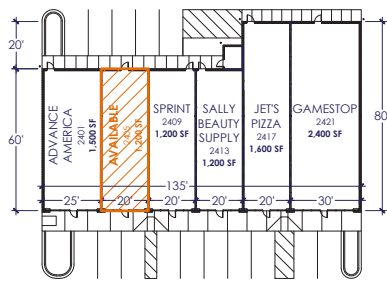 20'
60'
80'
ADVANCE
AMERICA
2401
1,500 SF
AVAILABLE
2405
1,200 SF
SPRINT
2409
1,200 SF
SALLY
BEAUTY
SUPPLY
2413
1,200 SF
JET'S
PIZZA
2417
1,600 SF
GAMESTOP
2421
2,400 SF
135'
25'
20'
20'
20'
20'
30'